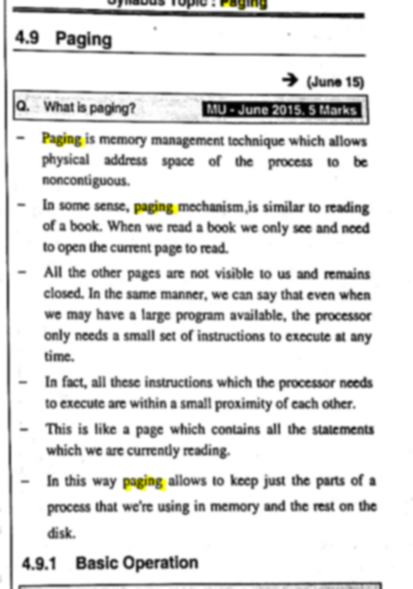 Syllabus Topic : Paging
4.9 Paging
→ (June 15)
Q. What is paging? MU - June 2015, 5 Marks
– Paging is memory management technique which allows
physical address space of the process to be
noncontiguous.
– In some sense, paging mechanism,is similar to reading
of a book. When we read a book we only see and need
to open the current page to read.
– All the other pages are not visible to us and remains
closed. In the same manner, we can say that even when
we may have a large program available, the processor
only needs a small set of instructions to execute at any
time.
– In fact, all these instructions which the processor needs
to execute are within a small proximity of each other.
– This is like a page which contains all the statements
which we are currently reading.
– In this way paging allows to keep just the parts of a
process that we're using in memory and the rest on the
disk.
4.9.1 Basic Operation